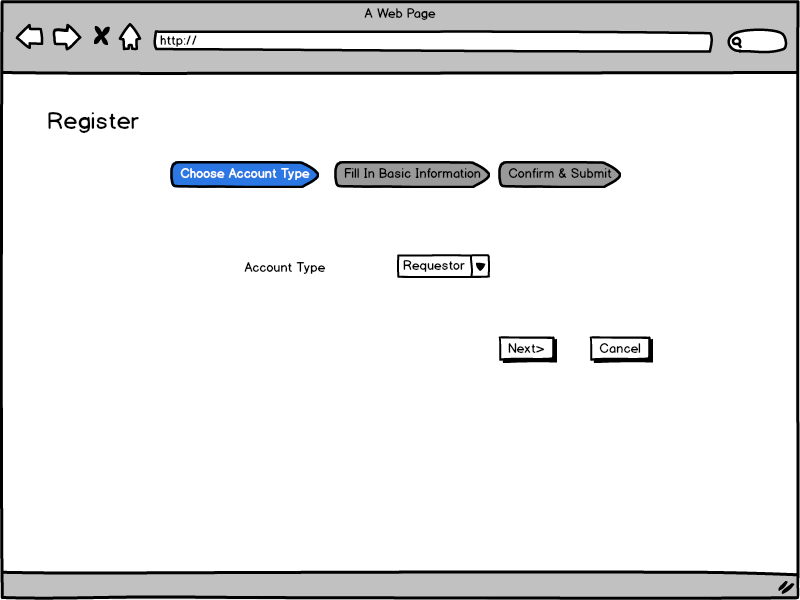 A Web Page
http://
Register
Choose Account Type
Fill In Basic Information
Confirm & Submit
Account Type
Requestor
Next>
Cancel